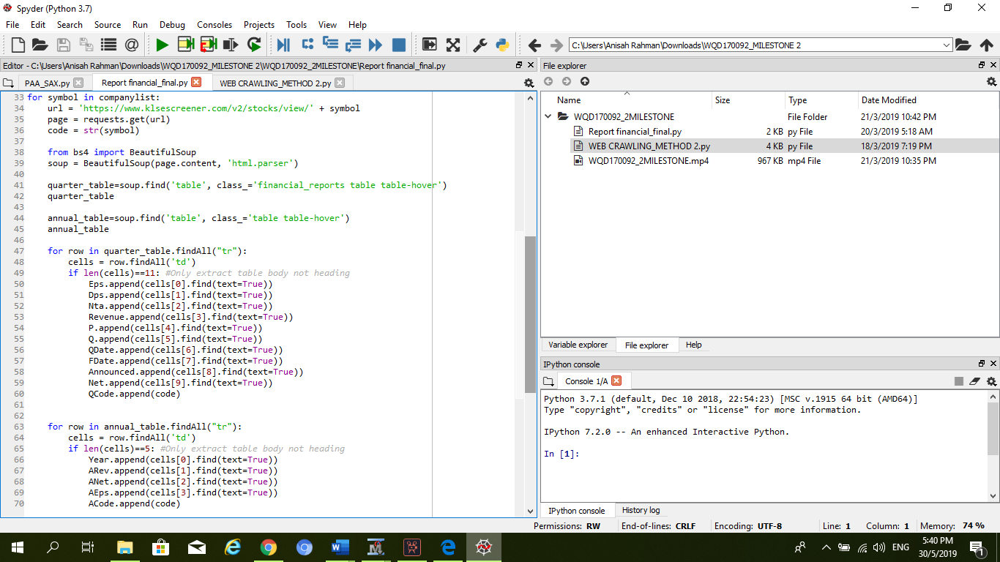 Spyder (Python 3.7)
File Edit Search Source Run Debug Consoles Projects Tools View Help
C:\Users\Anisah Rahman\Downloads\WQD170092_MILESTONE 2
Editor - C:\Users\Anisah Rahman\Downloads\WQD170092_MILESTONE 2\WQD170092_2MILESTONE\Report financial_final.py
PAA_SAX.py Report financial_final.py WEB CRAWLING_METHOD 2.py
33 for symbol in companylist:
34     url = 'https://www.klsescreener.com/v2/stocks/view/' + symbol
35     page = requests.get(url)
36     code = str(symbol)
37
38     from bs4 import BeautifulSoup
39     soup = BeautifulSoup(page.content, 'html.parser')
40
41     quarter_table=soup.find('table', class_='financial_reports table table-hover')
42     quarter_table
43
44     annual_table=soup.find('table', class_='table table-hover')
45     annual_table
46
47     for row in quarter_table.findAll("tr"):
48         cells = row.findAll('td')
49         if len(cells)==11: #Only extract table body not heading
50             Eps.append(cells[0].find(text=True))
51             Dps.append(cells[1].find(text=True))
52             Nta.append(cells[2].find(text=True))
53             Revenue.append(cells[3].find(text=True))
54             P.append(cells[4].find(text=True))
55             Q.append(cells[5].find(text=True))
56             QDate.append(cells[6].find(text=True))
57             FDate.append(cells[7].find(text=True))
58             Announced.append(cells[8].find(text=True))
59             Net.append(cells[9].find(text=True))
60             QCode.append(code)
61
62
63     for row in annual_table.findAll("tr"):
64         cells = row.findAll('td')
65         if len(cells)==5: #Only extract table body not heading
66             Year.append(cells[0].find(text=True))
67             ARev.append(cells[1].find(text=True))
68             ANet.append(cells[2].find(text=True))
69             AEps.append(cells[3].find(text=True))
70             ACode.append(code)
File explorer
Name Size Type Date Modified
WQD170092_2MILESTONE File Folder 21/3/2019 10:42 PM
Report financial_final.py 2 KB py File 20/3/2019 5:18 AM
WEB CRAWLING_METHOD 2.py 4 KB py File 18/3/2019 7:19 PM
WQD170092_2MILESTONE.mp4 967 KB mp4 File 21/3/2019 10:35 PM
Variable explorer File explorer Help
IPython console
Console 1/A
Python 3.7.1 (default, Dec 10 2018, 22:54:23) [MSC v.1915 64 bit (AMD64)]
Type "copyright", "credits" or "license" for more information.
IPython 7.2.0 -- An enhanced Interactive Python.
In [1]:
IPython console History log
Permissions: RW End-of-lines: CRLF Encoding: UTF-8 Line: 1 Column: 1 Memory: 74 %
ENG
5:40 PM
30/5/2019
1